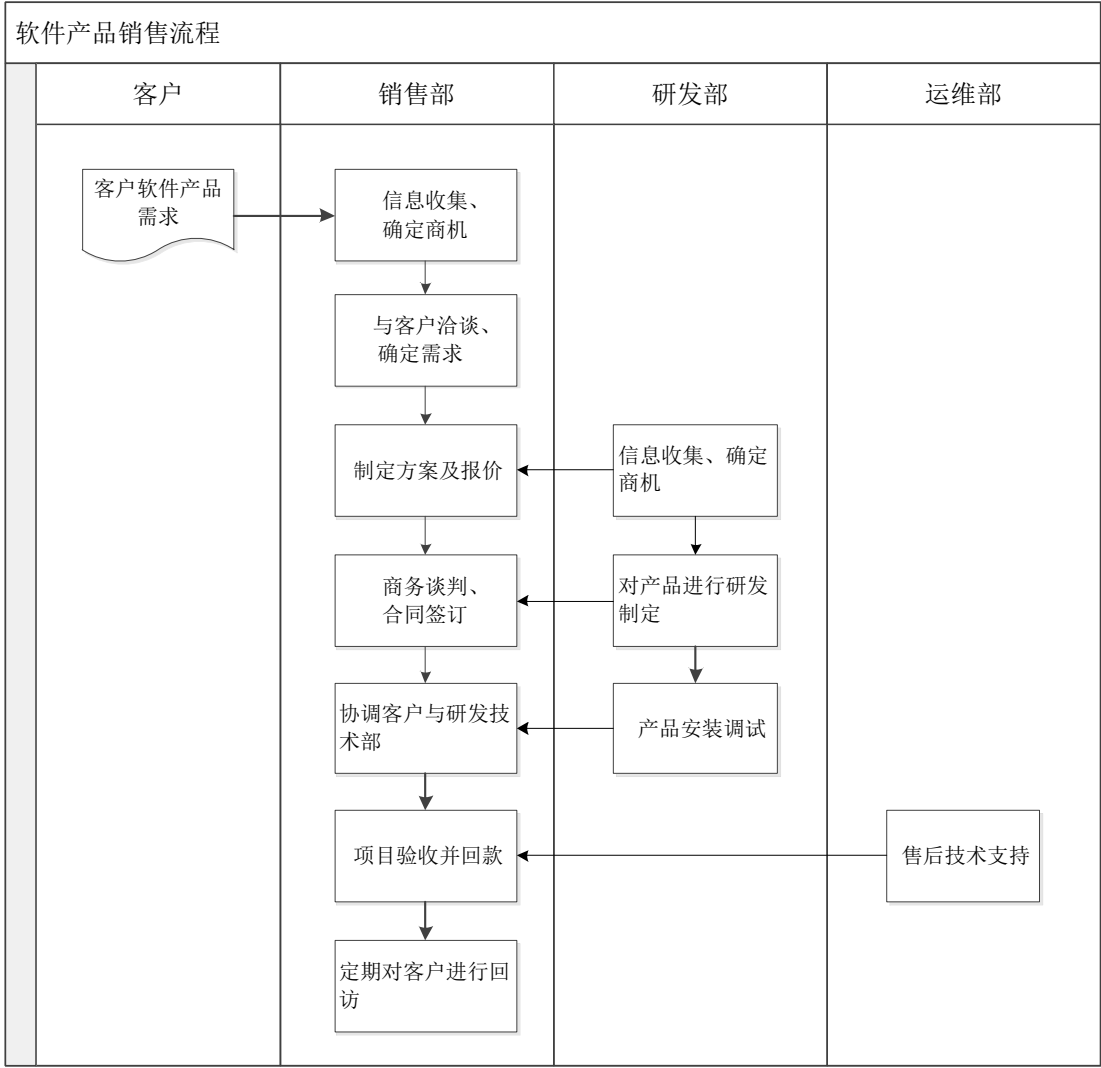 软件产品销售流程
客户
销售部
研发部
运维部
客户软件产品
需求
信息收集、
确定商机
与客户洽谈、
确定需求
制定方案及报价
信息收集、确定
商机
商务谈判、
合同签订
对产品进行研发
制定
协调客户与研发技
术部
产品安装调试
项目验收并回款
售后技术支持
定期对客户进行回
访